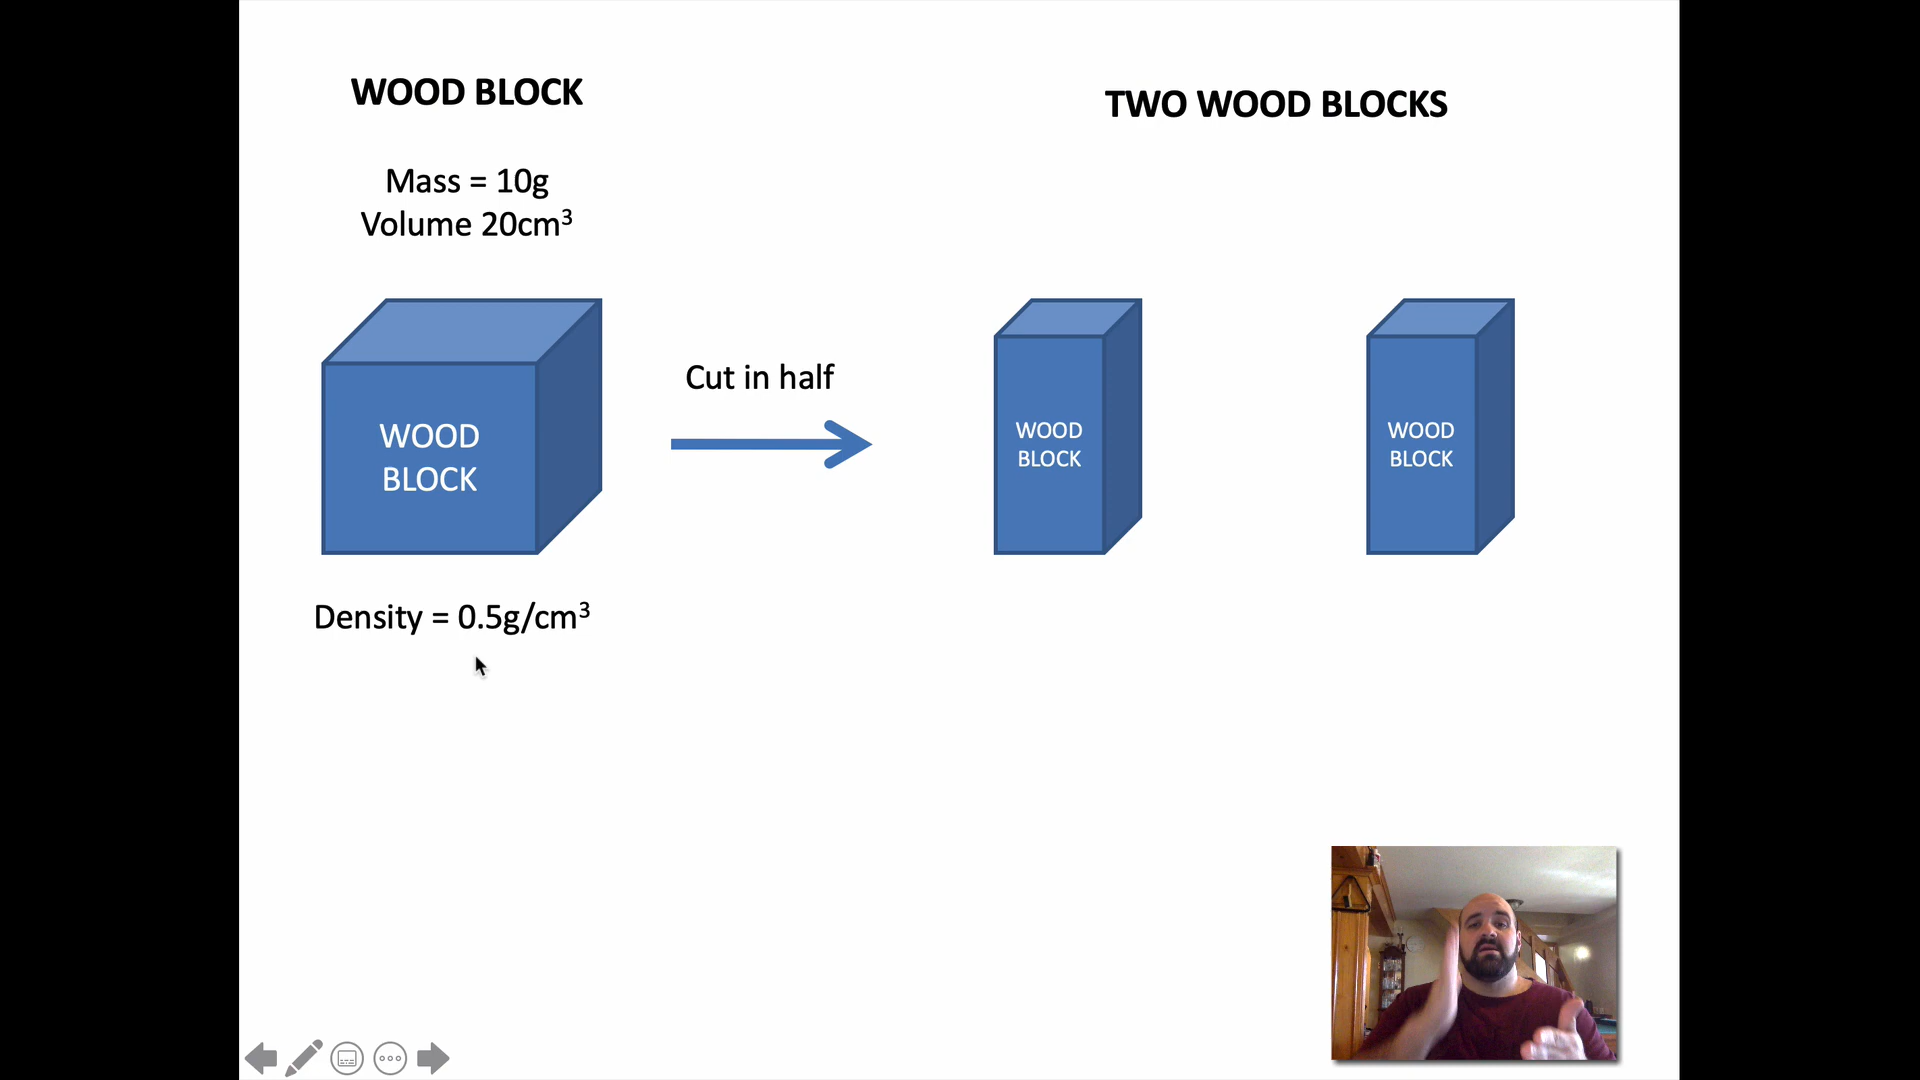 WOOD BLOCK
Mass = 10g
Volume 20cm³
WOOD
BLOCK
Density = 0.5g/cm³
Cut in half
TWO WOOD BLOCKS
WOOD
BLOCK
WOOD
BLOCK